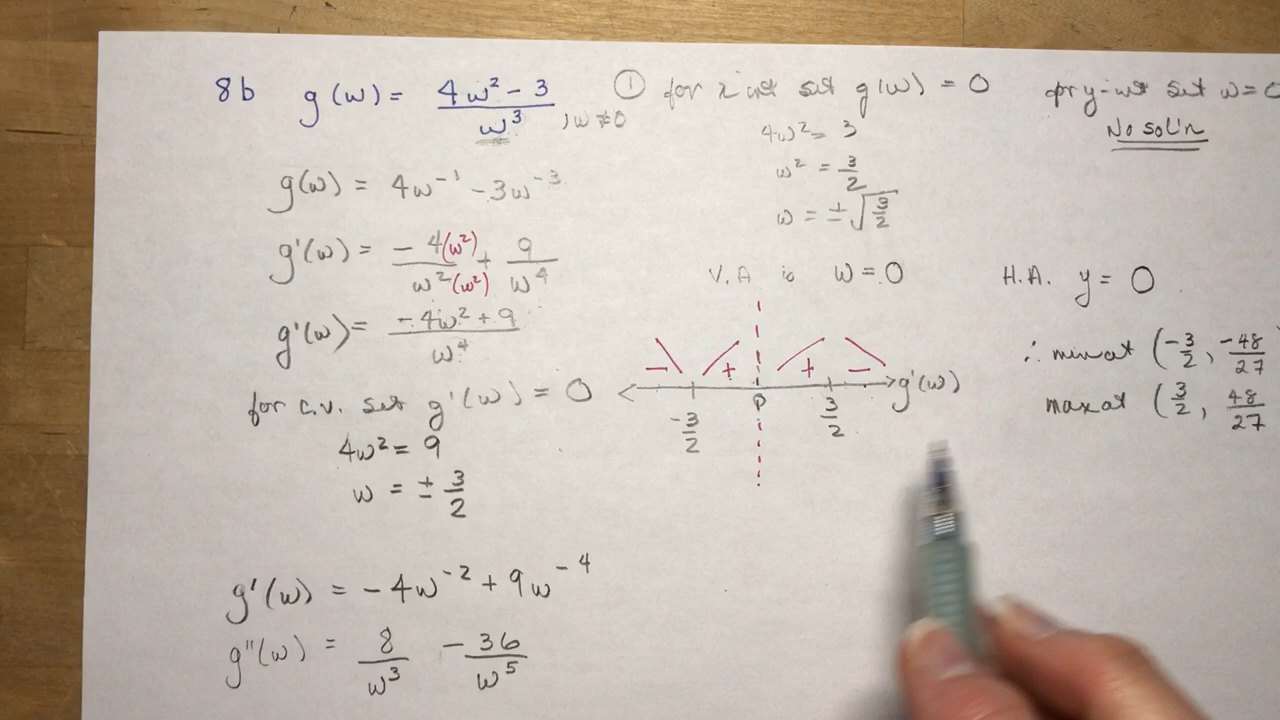 8b g(w) = 4w² - 3 / w³ , w ≠ 0
g(w) = 4w⁻¹ - 3w⁻³
g'(w) = - 4(w²) / w²(w²) + 9 / w⁴
g'(w) = - 4w² + 9 / w⁴
for c.v. set g'(w) = 0
4w² = 9
w = ± 3/2
g'(w) = - 4w⁻² + 9w⁻⁴
g''(w) = 8 / w³ - 36 / w⁵
① for x int set g(w) = 0
4w² = 3
w² = 3/2
w = ± √3/2
V.A is w = 0
- + + -
-3/2 0 3/2 g'(w)
for y-int set w = 0
No sol'n
H.A. y = 0
∴ min at (-3/2, -48/27
max at (3/2, 48/27